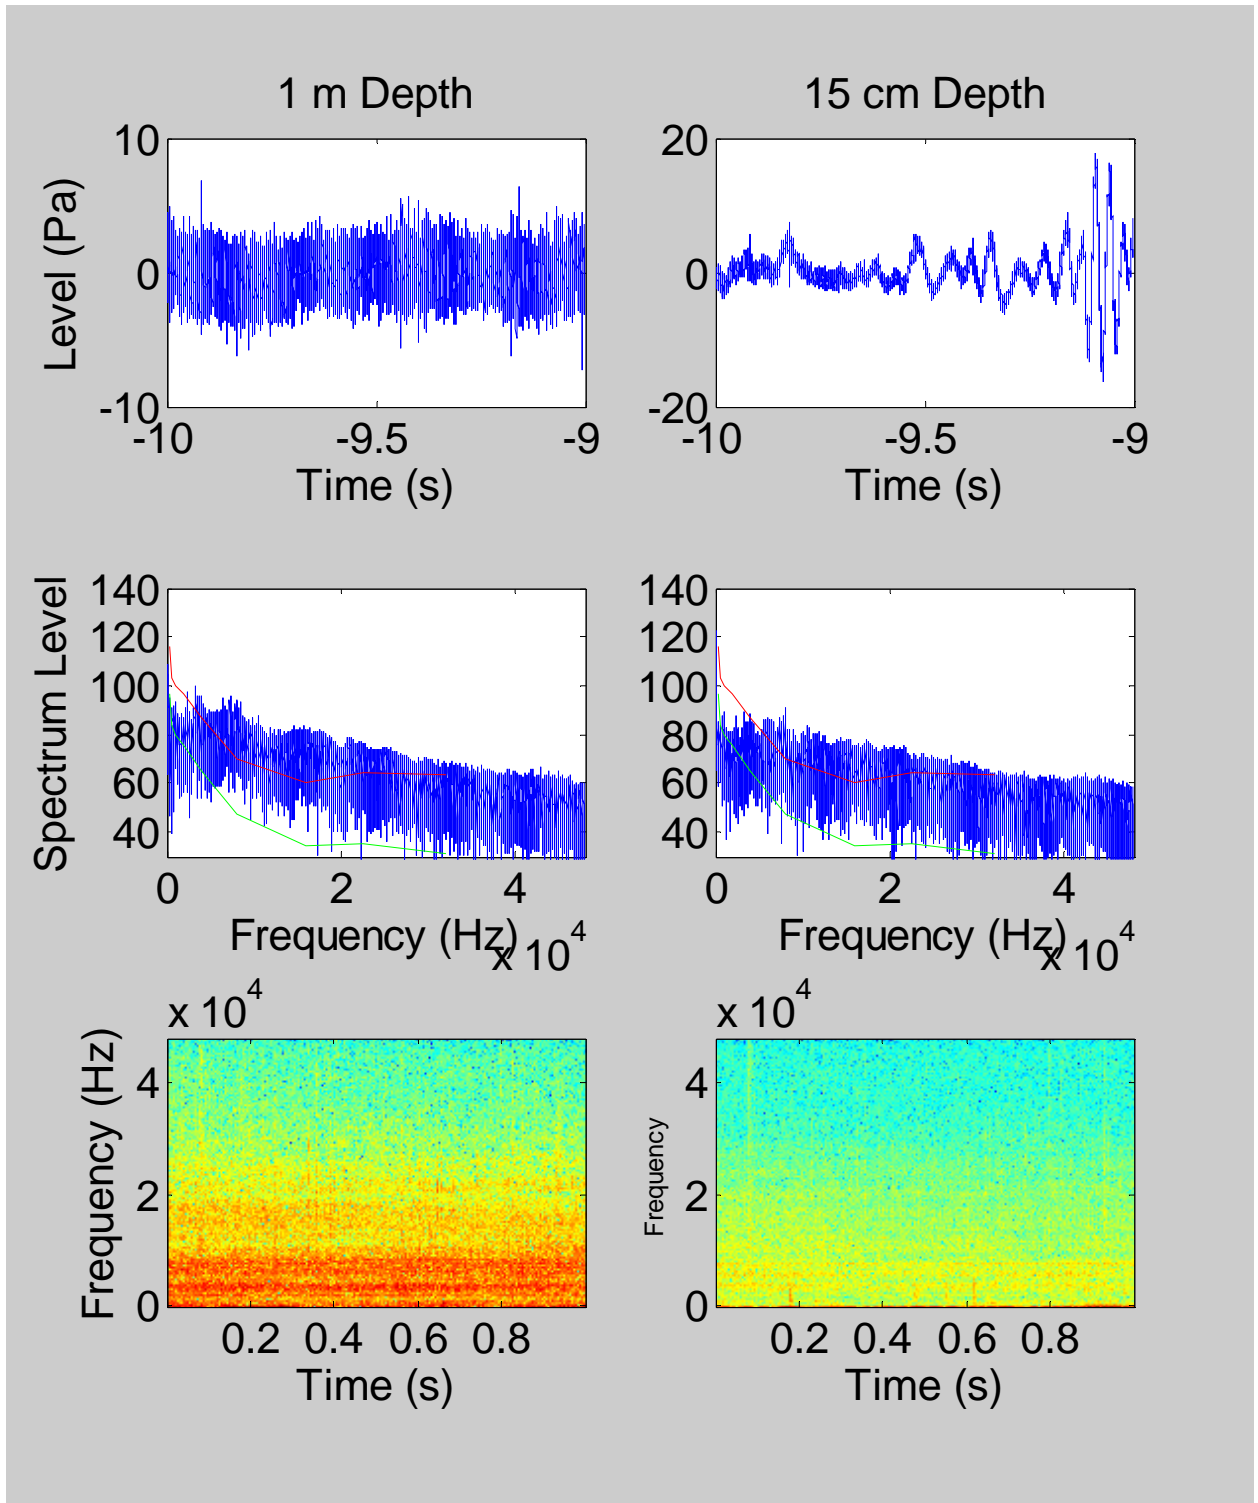 1 m Depth 15 cm Depth
10 20
Level (Pa)
0 0
-10 -20
-10 -9.5 -9 -10 -9.5 -9
Time (s) Time (s)
140 140
120 120
Spectrum Level
100 100
80 80
60 60
40 40
0 2 4 0 2 4
Frequency (Hz) Frequency (Hz)
x 10^4 x 10^4
x 10^4 x 10^4
Frequency (Hz) Frequency
4 4
2 2
0 0
0.2 0.4 0.6 0.8 0.2 0.4 0.6 0.8
Time (s) Time (s)